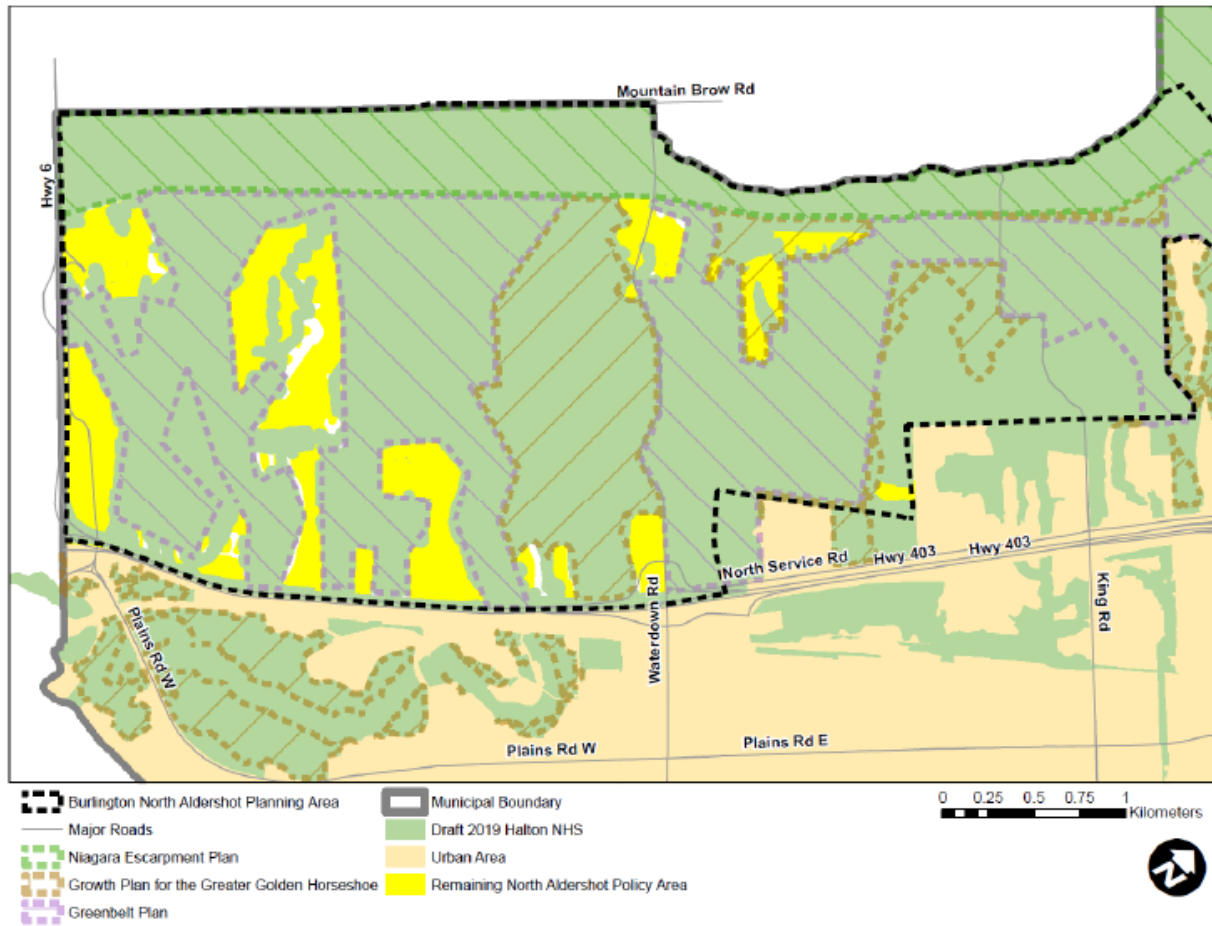 Mountain Brow Rd
Hwy 6
North Service Rd
Hwy 403
Hwy 403
Waterdown Rd
King Rd
Plains Rd W
Plains Rd W
Plains Rd E
Burlington North Aldershot Planning Area
Major Roads
Niagara Escarpment Plan
Growth Plan for the Greater Golden Horseshoe
Greenbelt Plan
Municipal Boundary
Draft 2019 Halton NHS
Urban Area
Remaining North Aldershot Policy Area
0 0.25 0.5 0.75 1
Kilometers
N